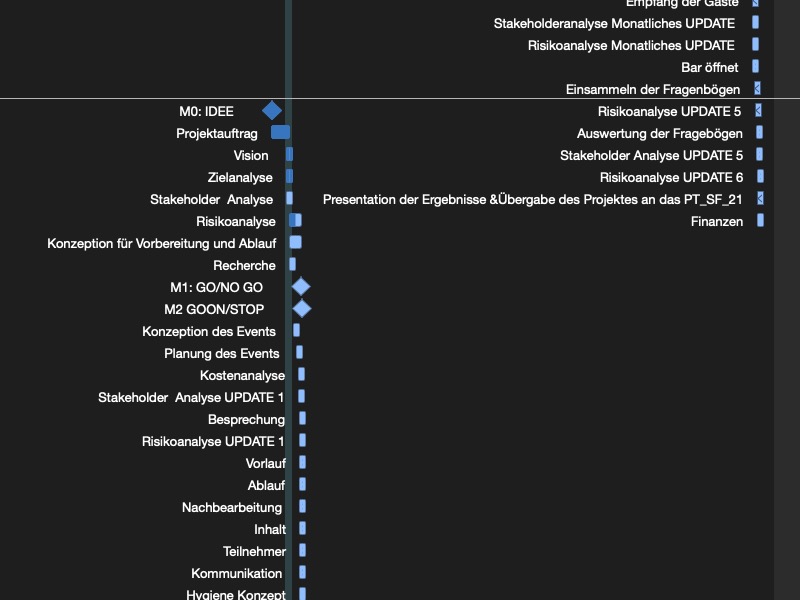 Empfang der Gäste
Stakeholderanalyse Monatliches UPDATE
Risikoanalyse Monatliches UPDATE
Bar öffnet
Einsammeln der Fragenbögen
M0: IDEE
Risikoanalyse UPDATE 5
Projektauftrag
Auswertung der Fragebögen
Vision
Stakeholder Analyse UPDATE 5
Zielanalyse
Risikoanalyse UPDATE 6
Stakeholder  Analyse
Presentation der Ergebnisse &Übergabe des Projektes an das PT_SF_21
Risikoanalyse
Finanzen
Konzeption für Vorbereitung und Ablauf
Recherche
M1: GO/NO GO
M2 GOON/STOP
Konzeption des Events
Planung des Events
Kostenanalyse
Stakeholder  Analyse UPDATE 1
Besprechung
Risikoanalyse UPDATE 1
Vorlauf
Ablauf
Nachbearbeitung
Inhalt
Teilnehmer
Kommunikation
Hygiene Konzept